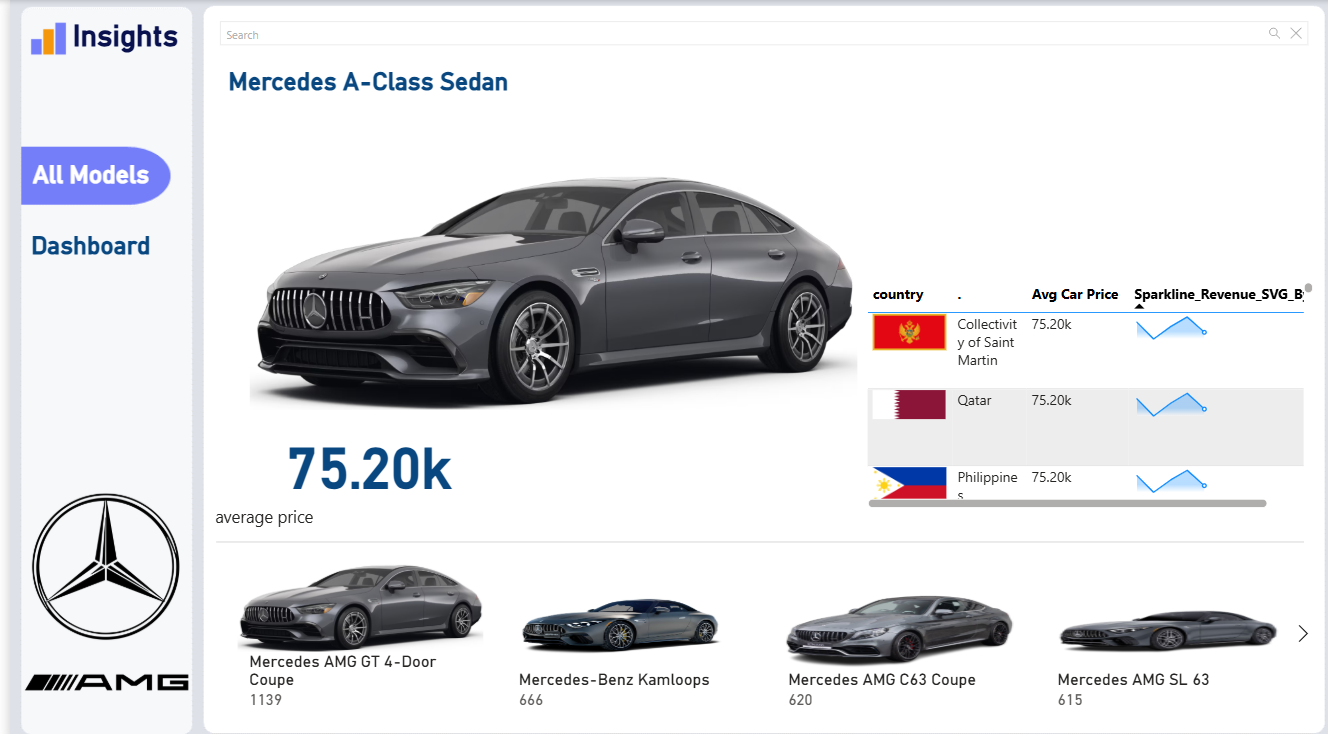 Insights
All Models
Dashboard
AMG
Search
Mercedes A-Class Sedan
country . Avg Car Price Sparkline_Revenue_SVG_B
Collectivit 75.20k
y of Saint
Martin
Qatar 75.20k
Philippine 75.20k
s
75.20k
average price
Mercedes AMG GT 4-Door
Coupe
1139
Mercedes-Benz Kamloops
666
Mercedes AMG C63 Coupe
620
Mercedes AMG SL 63
615